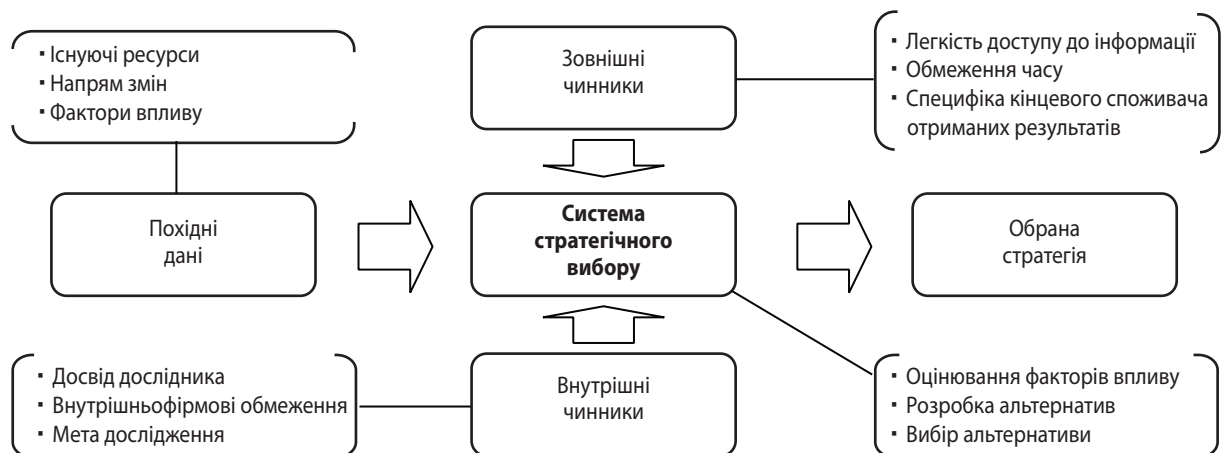 ▪ Існуючі ресурси
▪ Напрям змін
▪ Фактори впливу
Зовнішні
чинники
▪ Легкість доступу до інформації
▪ Обмеження часу
▪ Специфіка кінцевого споживача
отриманих результатів
Похідні
дані
Система
стратегічного
вибору
Обрана
стратегія
▪ Досвід дослідника
▪ Внутрішньофірмові обмеження
▪ Мета дослідження
Внутрішні
чинники
▪ Оцінювання факторів впливу
▪ Розробка альтернатив
▪ Вибір альтернативи